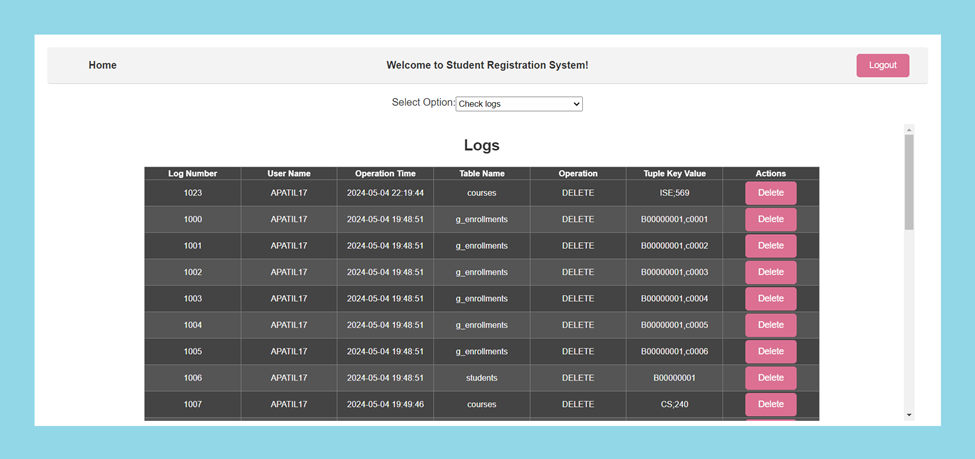 Home Welcome to Student Registration System! Logout
Select Option: Check logs
Logs
Log Number User Name Operation Time Table Name Operation Tuple Key Value Actions
1023 APATIL17 2024-05-04 22:19:44 courses DELETE ISE;569 Delete
1000 APATIL17 2024-05-04 19:48:51 g_enrollments DELETE B00000001,c0001 Delete
1001 APATIL17 2024-05-04 19:48:51 g_enrollments DELETE B00000001,c0002 Delete
1002 APATIL17 2024-05-04 19:48:51 g_enrollments DELETE B00000001,c0003 Delete
1003 APATIL17 2024-05-04 19:48:51 g_enrollments DELETE B00000001,c0004 Delete
1004 APATIL17 2024-05-04 19:48:51 g_enrollments DELETE B00000001,c0005 Delete
1005 APATIL17 2024-05-04 19:48:51 g_enrollments DELETE B00000001,c0006 Delete
1006 APATIL17 2024-05-04 19:48:51 students DELETE B00000001 Delete
1007 APATIL17 2024-05-04 19:49:46 courses DELETE CS;240 Delete